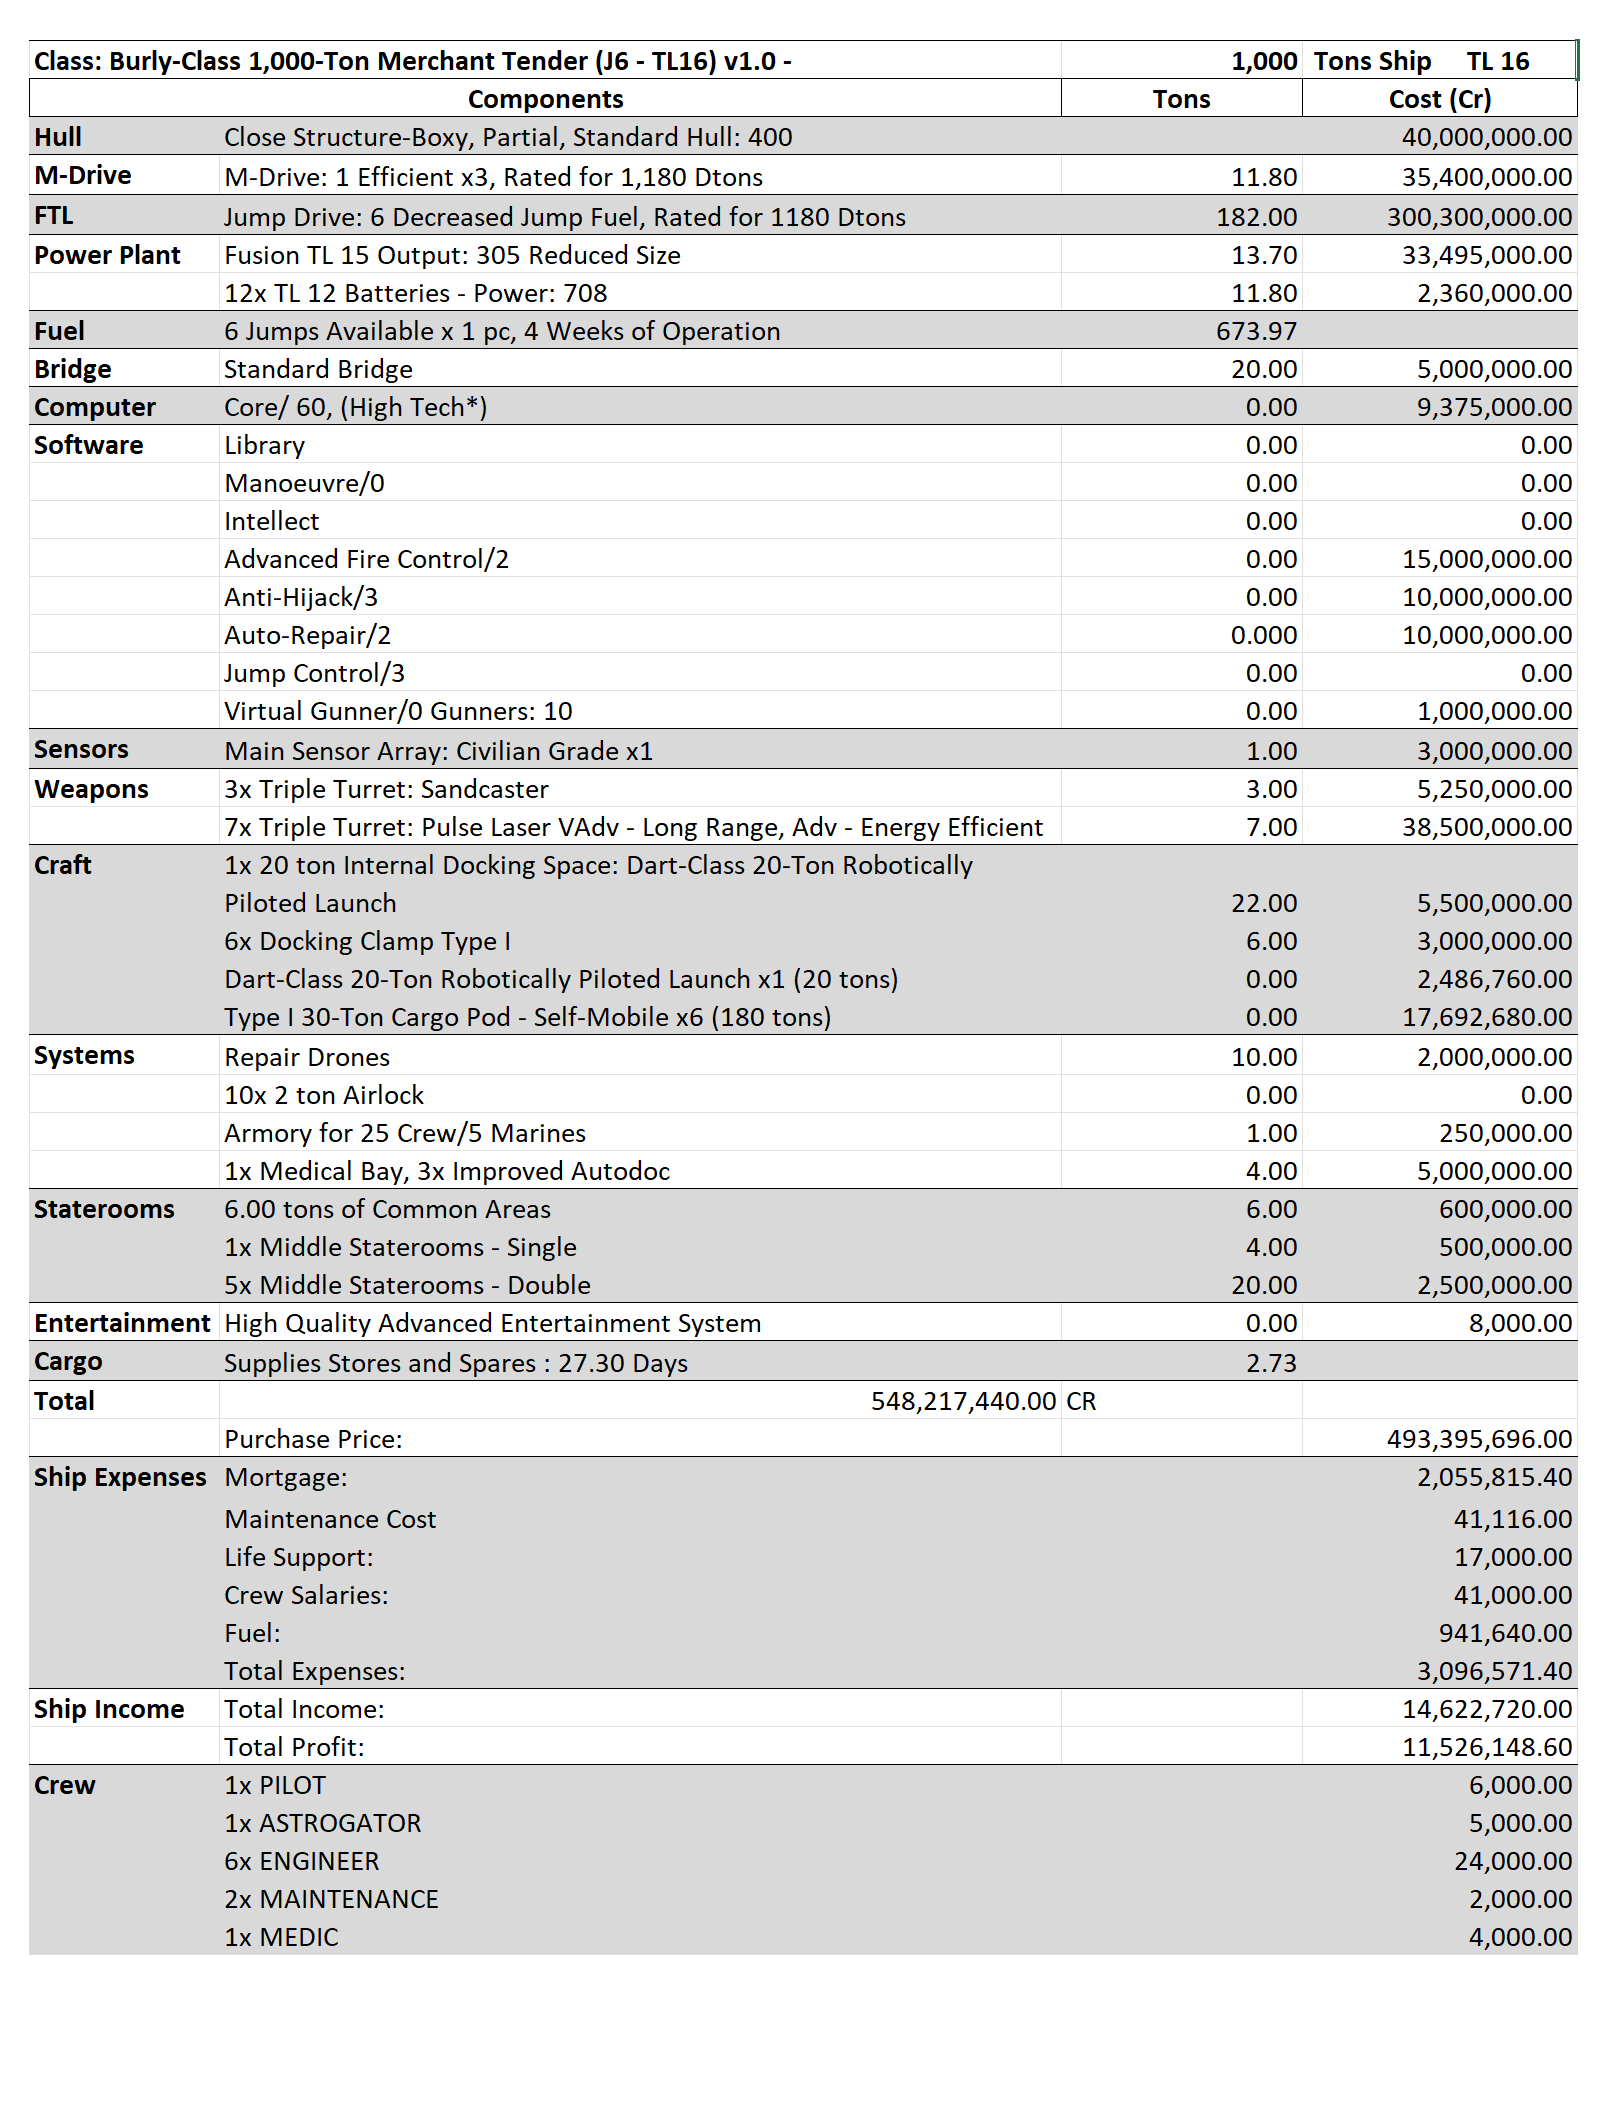 Class: Burly-Class 1,000-Ton Merchant Tender (J6 - TL16) v1.0 - 1,000 Tons Ship TL 16
Components Tons Cost (Cr)
Hull Close Structure-Boxy, Partial, Standard Hull: 400 40,000,000.00
M-Drive M-Drive: 1 Efficient x3, Rated for 1,180 Dtons 11.80 35,400,000.00
FTL Jump Drive: 6 Decreased Jump Fuel, Rated for 1180 Dtons 182.00 300,300,000.00
Power Plant Fusion TL 15 Output: 305 Reduced Size 13.70 33,495,000.00
12x TL 12 Batteries - Power: 708 11.80 2,360,000.00
Fuel 6 Jumps Available x 1 pc, 4 Weeks of Operation 673.97
Bridge Standard Bridge 20.00 5,000,000.00
Computer Core/ 60, (High Tech*) 0.00 9,375,000.00
Software Library 0.00 0.00
Manoeuvre/0 0.00 0.00
Intellect 0.00 0.00
Advanced Fire Control/2 0.00 15,000,000.00
Anti-Hijack/3 0.00 10,000,000.00
Auto-Repair/2 0.000 10,000,000.00
Jump Control/3 0.00 0.00
Virtual Gunner/0 Gunners: 10 0.00 1,000,000.00
Sensors Main Sensor Array: Civilian Grade x1 1.00 3,000,000.00
Weapons 3x Triple Turret: Sandcaster 3.00 5,250,000.00
7x Triple Turret: Pulse Laser VAdv - Long Range, Adv - Energy Efficient 7.00 38,500,000.00
Craft 1x 20 ton Internal Docking Space: Dart-Class 20-Ton Robotically
Piloted Launch 22.00 5,500,000.00
6x Docking Clamp Type I 6.00 3,000,000.00
Dart-Class 20-Ton Robotically Piloted Launch x1 (20 tons) 0.00 2,486,760.00
Type I 30-Ton Cargo Pod - Self-Mobile x6 (180 tons) 0.00 17,692,680.00
Systems Repair Drones 10.00 2,000,000.00
10x 2 ton Airlock 0.00 0.00
Armory for 25 Crew/5 Marines 1.00 250,000.00
1x Medical Bay, 3x Improved Autodoc 4.00 5,000,000.00
Staterooms 6.00 tons of Common Areas 6.00 600,000.00
1x Middle Staterooms - Single 4.00 500,000.00
5x Middle Staterooms - Double 20.00 2,500,000.00
Entertainment High Quality Advanced Entertainment System 0.00 8,000.00
Cargo Supplies Stores and Spares : 27.30 Days 2.73
Total 548,217,440.00 CR
Purchase Price: 493,395,696.00
Ship Expenses Mortgage: 2,055,815.40
Maintenance Cost 41,116.00
Life Support: 17,000.00
Crew Salaries: 41,000.00
Fuel: 941,640.00
Total Expenses: 3,096,571.40
Ship Income Total Income: 14,622,720.00
Total Profit: 11,526,148.60
Crew 1x PILOT 6,000.00
1x ASTROGATOR 5,000.00
6x ENGINEER 24,000.00
2x MAINTENANCE 2,000.00
1x MEDIC 4,000.00